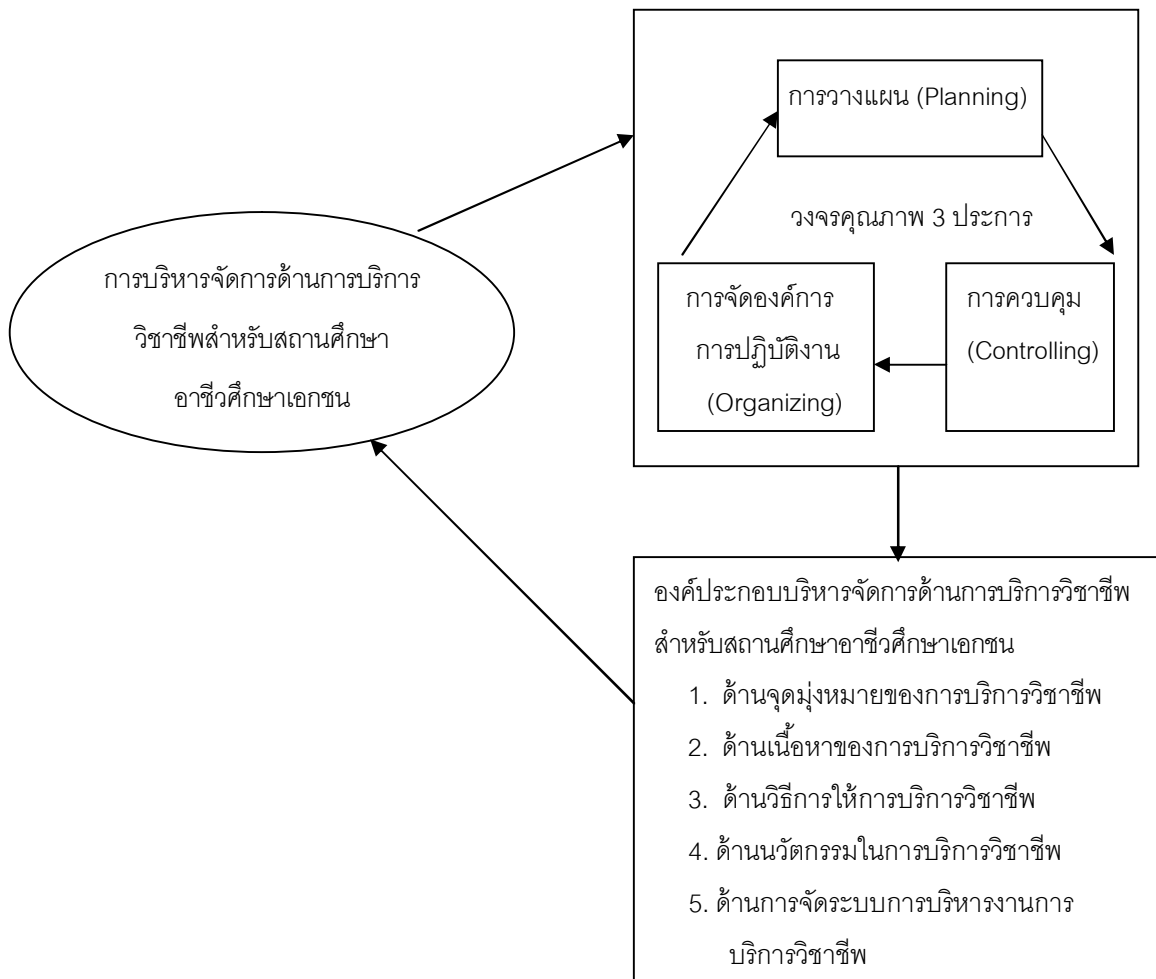 การวางแผน (Planning)
วงจรคุณภาพ 3 ประการ
การจัดองค์การ
การปฏิบัติงาน
(Organizing)
การควบคุม
(Controlling)
การบริหารจัดการด้านการบริการ
วิชาชีพสำหรับสถานศึกษา
อาชีวศึกษาเอกชน
องค์ประกอบบริหารจัดการด้านการบริการวิชาชีพ
สำหรับสถานศึกษาอาชีวศึกษาเอกชน
1. ด้านจุดมุ่งหมายของการบริการวิชาชีพ
2. ด้านเนื้อหาของการบริการวิชาชีพ
3. ด้านวิธีการให้การบริการวิชาชีพ
4. ด้านนวัตกรรมในการบริการวิชาชีพ
5. ด้านการจัดระบบการบริหารงานการ
บริการวิชาชีพ